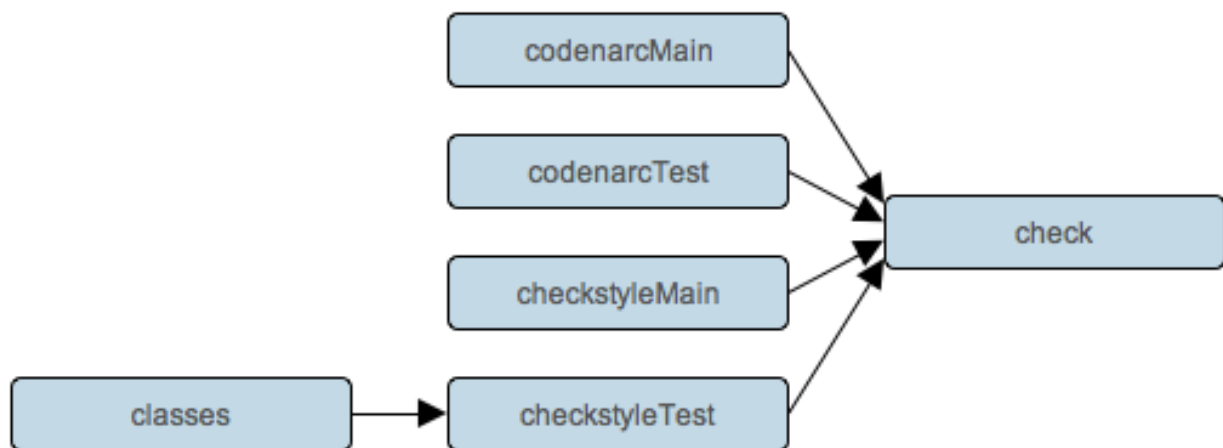 codenarcMain
codenarcTest
check
checkstyleMain
classes
checkstyleTest